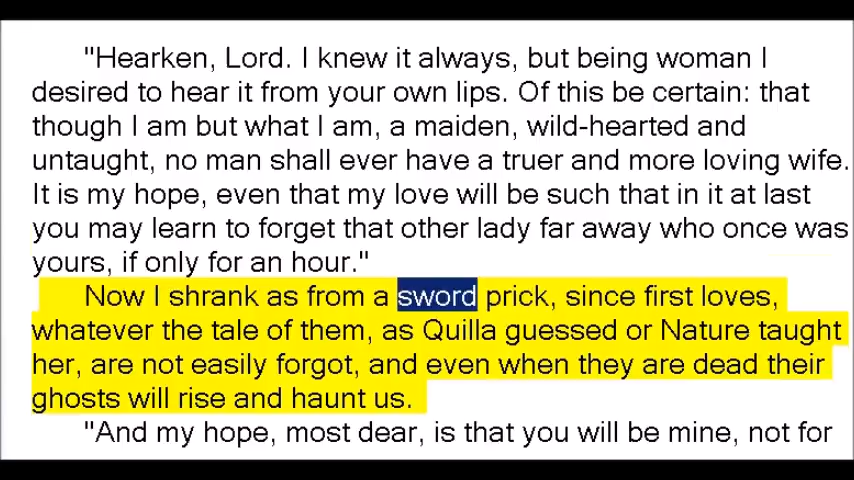 "Hearken, Lord. I knew it always, but being woman I
desired to hear it from your own lips. Of this be certain: that
though I am but what I am, a maiden, wild-hearted and
untaught, no man shall ever have a truer and more loving wife.
It is my hope, even that my love will be such that in it at last
you may learn to forget that other lady far away who once was
yours, if only for an hour."
Now I shrank as from a sword prick, since first loves,
whatever the tale of them, as Quilla guessed or Nature taught
her, are not easily forgot, and even when they are dead their
ghosts will rise and haunt us.
"And my hope, most dear, is that you will be mine, not for